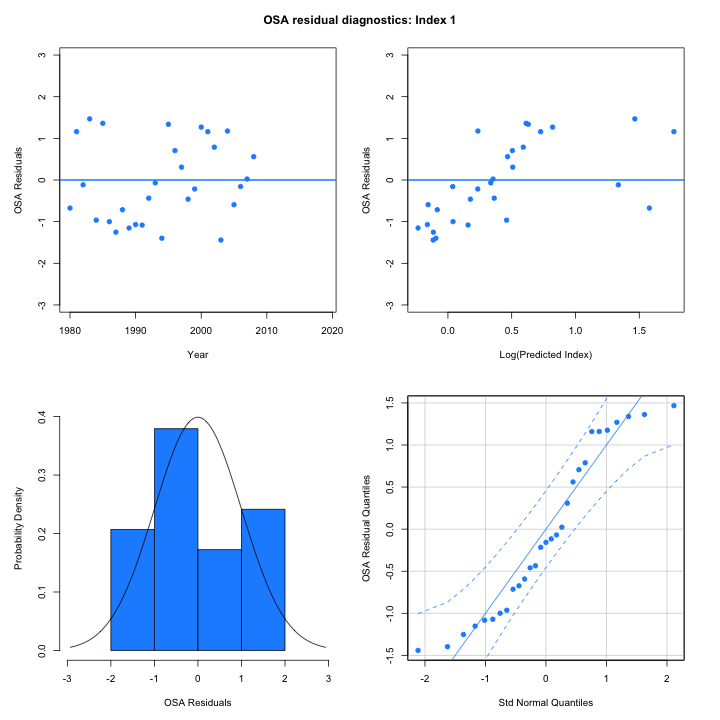 OSA residual diagnostics: Index 1
OSA Residuals
3
2
1
0
-1
-2
-3
1980 1990 2000 2010 2020
Year
OSA Residuals
3
2
1
0
-1
-2
-3
0.0 0.5 1.0 1.5
Log(Predicted Index)
Probability Density
0.4
0.3
0.2
0.1
0.0
-3 -2 -1 0 1 2 3
OSA Residuals
OSA Residual Quantiles
1.5
1.0
0.5
0.0
-0.5
-1.0
-1.5
-2 -1 0 1 2
Std Normal Quantiles